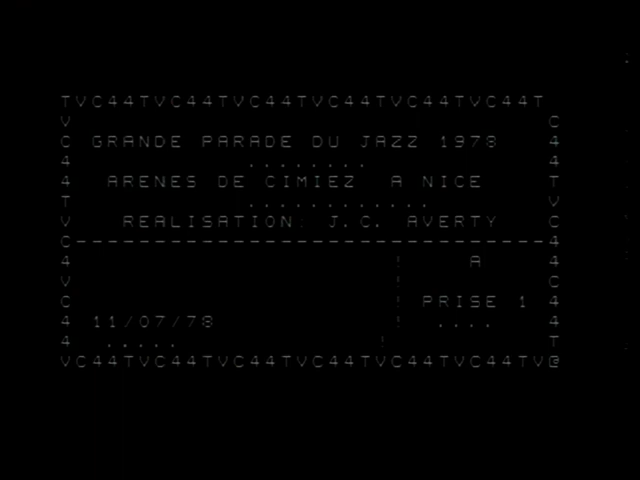 TVC44TVC44TVC44TVC44TVC44TVC44T
V C
C GRANDE PARADE DU JAZZ 1978 4
4 ........ 4
4 ARENES DE CIMIEZ A NICE T
T ............ V
V REALISATION: J.C. AVERTY C
C------------------------------4
4 ! A 4
V ! C
C ! PRISE 1 4
4 11/07/78 ! .... 4
4 ..... ! T
VC44TVC44TVC44TVC44TVC44TVC44TV@